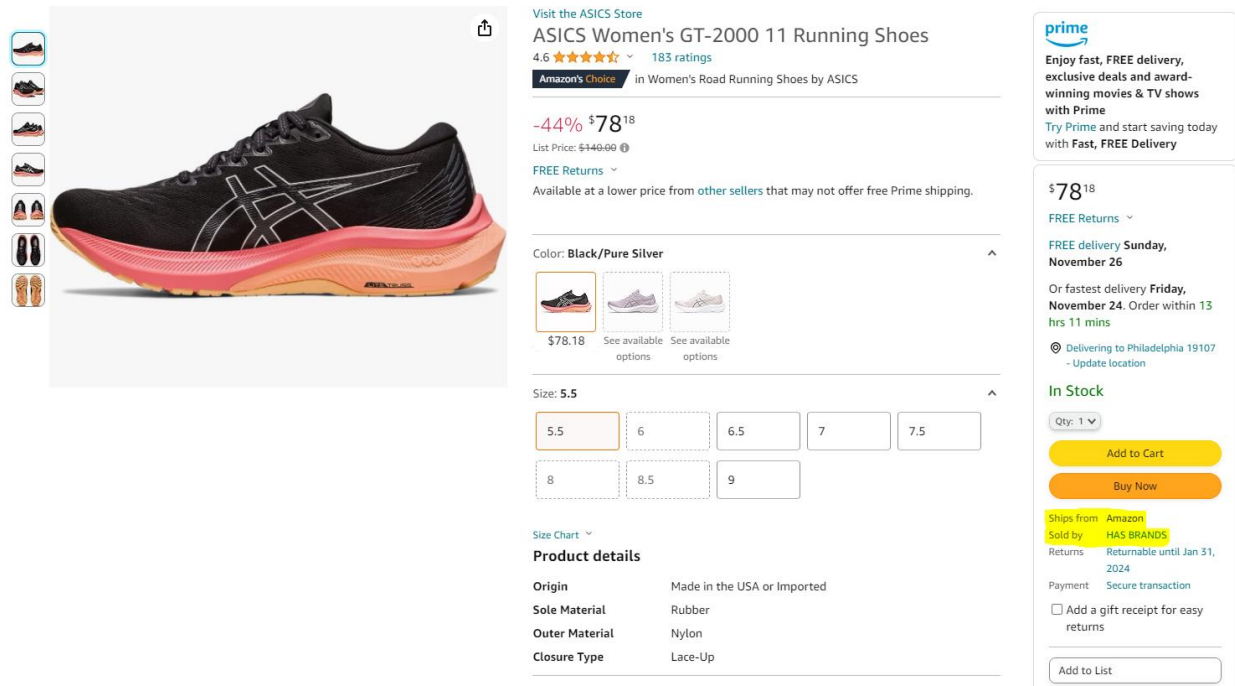 Visit the ASICS Store
ASICS Women's GT-2000 11 Running Shoes
4.6 183 ratings
Amazon's Choice in Women's Road Running Shoes by ASICS
-44% $78 18
List Price: $140.00
FREE Returns
Available at a lower price from other sellers that may not offer free Prime shipping.
Color: Black/Pure Silver
$78.18 See available options See available options
Size: 5.5
5.5 6 6.5 7 7.5
8 8.5 9
Size Chart
Product details
Origin Made in the USA or Imported
Sole Material Rubber
Outer Material Nylon
Closure Type Lace-Up
prime
Enjoy fast, FREE delivery,
exclusive deals and award-
winning movies & TV shows
with Prime
Try Prime and start saving today
with Fast, FREE Delivery
$78 18
FREE Returns
FREE delivery Sunday,
November 26
Or fastest delivery Friday,
November 24. Order within 13
hrs 11 mins
Delivering to Philadelphia 19107
- Update location
In Stock
Qty: 1
Add to Cart
Buy Now
Ships from Amazon
Sold by HAS BRANDS
Returns Returnable until Jan 31,
2024
Payment Secure transaction
Add a gift receipt for easy
returns
Add to List